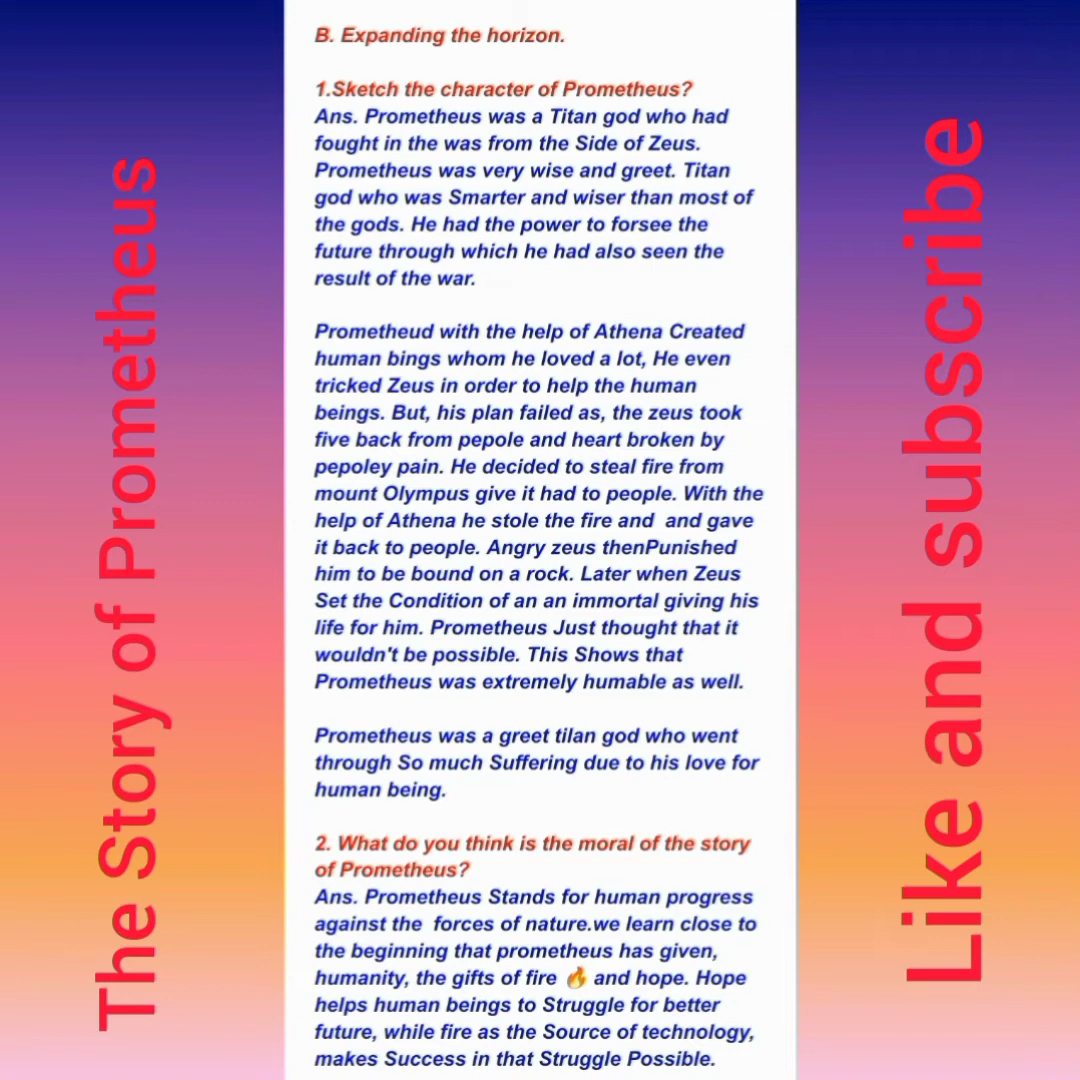 The Story of Prometheus
B. Expanding the horizon.
1.Sketch the character of Prometheus?
Ans. Prometheus was a Titan god who had
fought in the was from the Side of Zeus.
Prometheus was very wise and greet. Titan
god who was Smarter and wiser than most of
the gods. He had the power to forsee the
future through which he had also seen the
result of the war.
Prometheud with the help of Athena Created
human bings whom he loved a lot, He even
tricked Zeus in order to help the human
beings. But, his plan failed as, the zeus took
five back from pepole and heart broken by
pepoley pain. He decided to steal fire from
mount Olympus give it had to people. With the
help of Athena he stole the fire and  and gave
it back to people. Angry zeus thenPunished
him to be bound on a rock. Later when Zeus
Set the Condition of an an immortal giving his
life for him. Prometheus Just thought that it
wouldn't be possible. This Shows that
Prometheus was extremely humable as well.
Prometheus was a greet tilan god who went
through So much Suffering due to his love for
human being.
2. What do you think is the moral of the story
of Prometheus?
Ans. Prometheus Stands for human progress
against the  forces of nature.we learn close to
the beginning that prometheus has given,
humanity, the gifts of fire 🔥 and hope. Hope
helps human beings to Struggle for better
future, while fire as the Source of technology,
makes Success in that Struggle Possible.
Like and subscribe